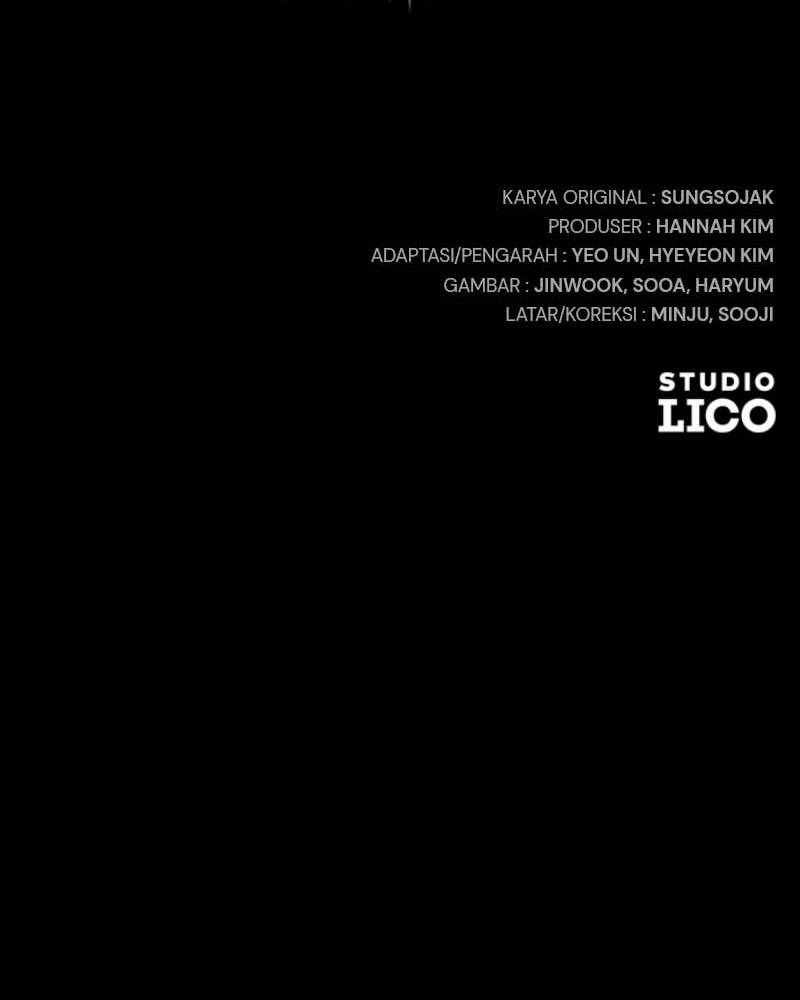 KARYA ORIGINAL : SUNGSOJAK
PRODUSER : HANNAH KIM
ADAPTASI/PENGARAH : YEO UN, HYEYEON KIM
GAMBAR : JINWOOK, SOOA, HARYUM
LATAR/KOREKSI : MINJU, SOOJI
STUDIO
LICO